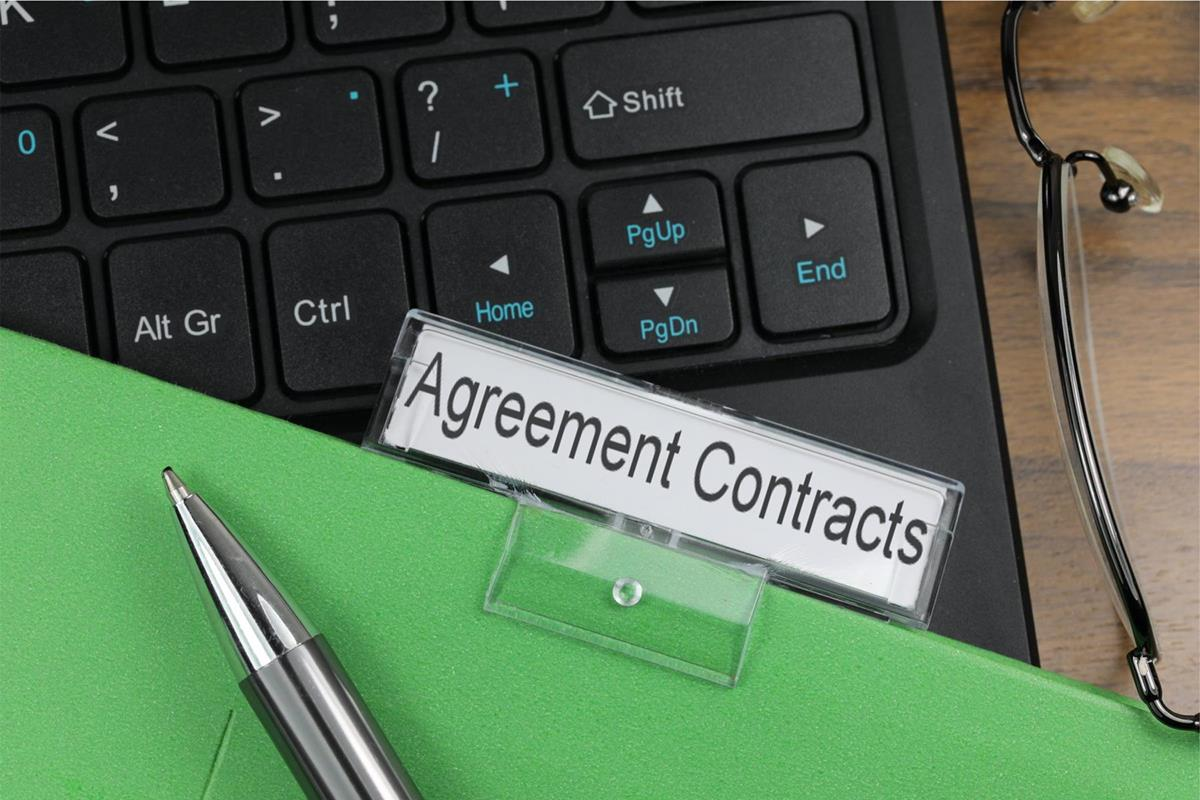 K
;
0
<
,
>
.
? +
/
Shift
Alt Gr
Ctrl
Home
PgUp
PgDn
End
Agreement Contracts